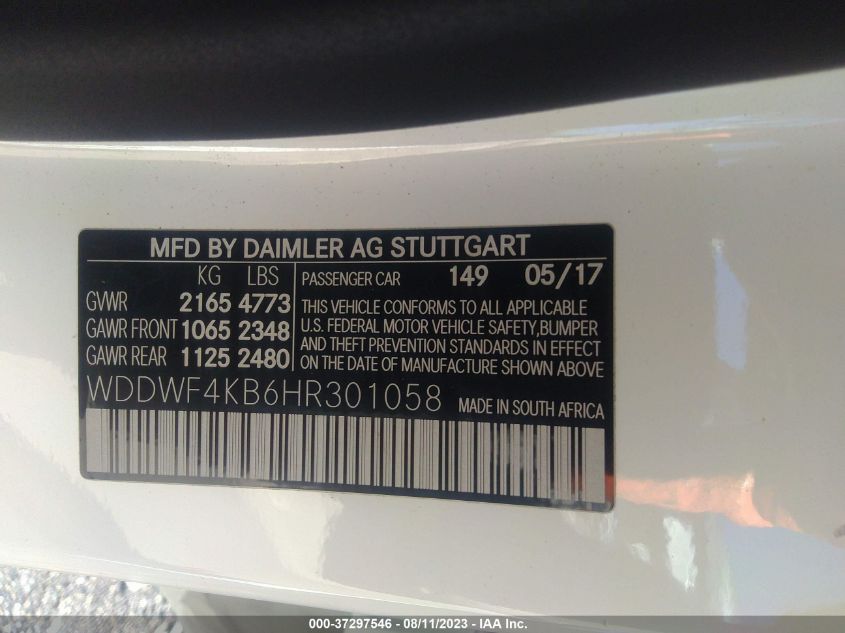 MFD BY DAIMLER AG STUTTGART
KG LBS
GVWR 2165 4773
GAWR FRONT 1065 2348
GAWR REAR 1125 2480
PASSENGER CAR 149 05/17
THIS VEHICLE CONFORMS TO ALL APPLICABLE
U.S. FEDERAL MOTOR VEHICLE SAFETY,BUMPER
AND THEFT PREVENTION STANDARDS IN EFFECT
ON THE DATE OF MANUFACTURE SHOWN ABOVE
WDDWF4KB6HR301058 MADE IN SOUTH AFRICA
000-37297546 - 08/11/2023 - IAA Inc.